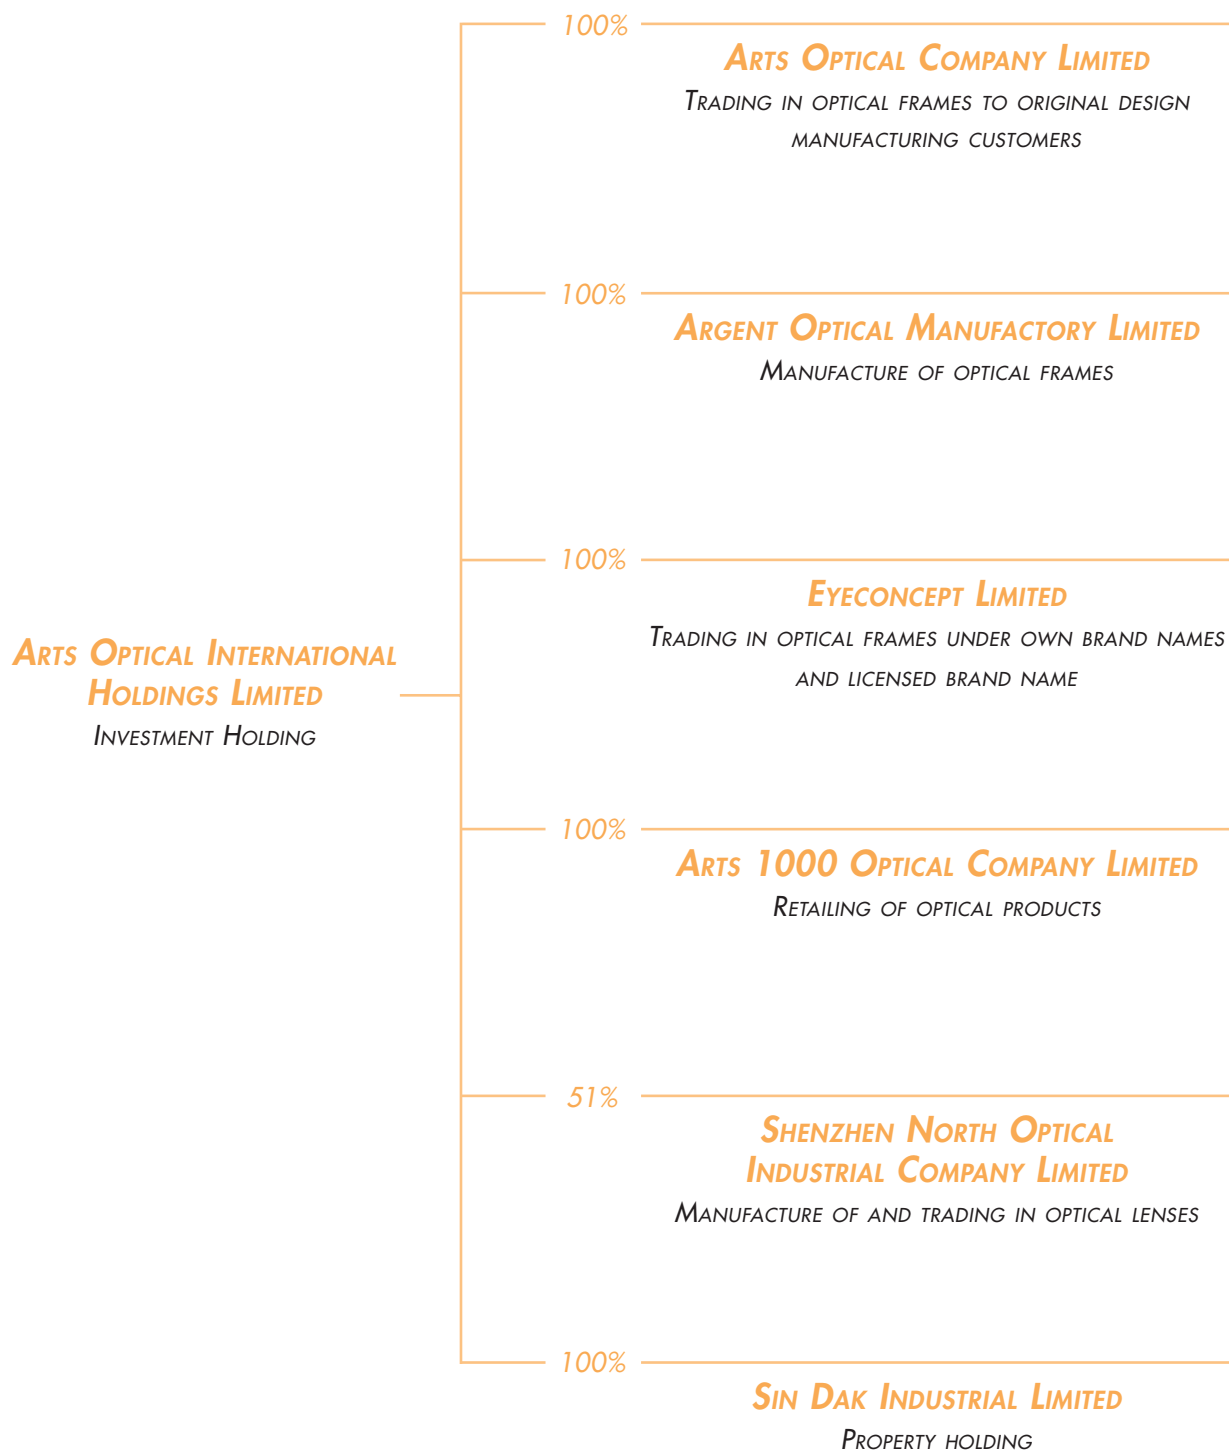 100%
Arts Optical Company Limited
Trading in optical frames to original design
manufacturing customers
100%
Argent Optical Manufactory Limited
Manufacture of optical frames
100%
Eyeconcept Limited
Trading in optical frames under own brand names
and licensed brand name
Arts Optical International
Holdings Limited
Investment Holding
100%
Arts 1000 Optical Company Limited
Retailing of optical products
51%
Shenzhen North Optical
Industrial Company Limited
Manufacture of and trading in optical lenses
100%
Sin Dak Industrial Limited
Property holding